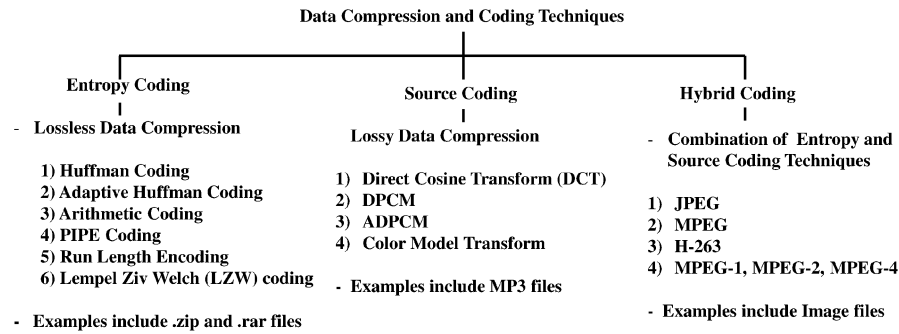 Data Compression and Coding Techniques
Entropy Coding
- Lossless Data Compression
1) Huffman Coding
2) Adaptive Huffman Coding
3) Arithmetic Coding
4) PIPE Coding
5) Run Length Encoding
6) Lempel Ziv Welch (LZW) coding
- Examples include .zip and .rar files
Source Coding
Lossy Data Compression
1) Direct Cosine Transform (DCT)
2) DPCM
3) ADPCM
4) Color Model Transform
- Examples include MP3 files
Hybrid Coding
- Combination of Entropy and
Source Coding Techniques
1) JPEG
2) MPEG
3) H-263
4) MPEG-1, MPEG-2, MPEG-4
- Examples include Image files